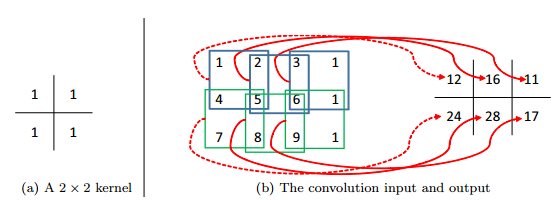 1 1
1 1
(a) A 2 × 2 kernel
1 2 3 1
4 5 6 1
7 8 9 1
12 16 11
24 28 17
(b) The convolution input and output